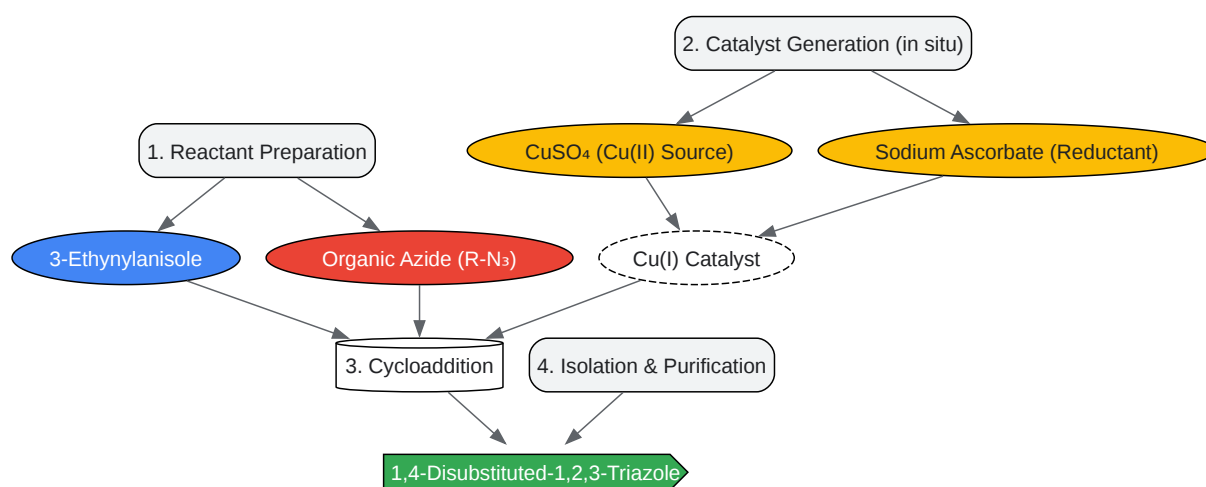 2. Catalyst Generation (in situ)
1. Reactant Preparation
CuSO₄ (Cu(II) Source)
Sodium Ascorbate (Reductant)
3-Ethynylanisole
Organic Azide (R-N₃)
Cu(I) Catalyst
3. Cycloaddition
4. Isolation & Purification
1,4-Disubstituted-1,2,3-Triazole